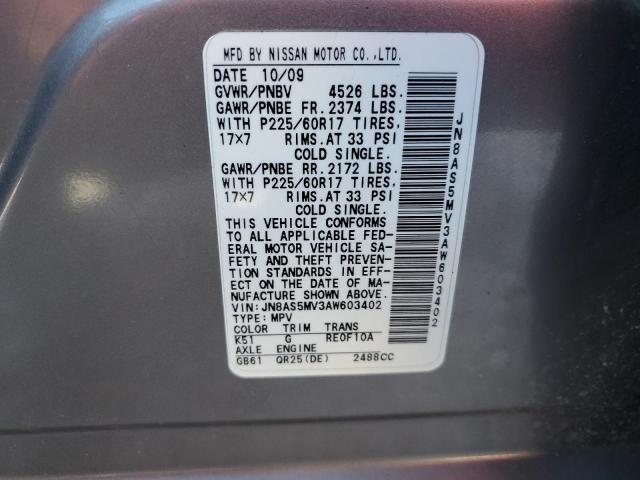 MFD BY NISSAN MOTOR CO.,LTD.
DATE 10/09
GVWR/PNBV 4526 LBS.
GAWR/PNBE FR. 2374 LBS.
WITH P225/60R17 TIRES,
17x7 RIMS.AT 33 PSI
COLD SINGLE.
GAWR/PNBE RR. 2172 LBS.
WITH P225/60R17 TIRES,
17x7 RIMS.AT 33 PSI
COLD SINGLE.
THIS VEHICLE CONFORMS
TO ALL APPLICABLE FED-
ERAL MOTOR VEHICLE SA-
FETY AND THEFT PREVEN-
TION STANDARDS IN EFF-
ECT ON THE DATE OF MA-
NUFACTURE SHOWN ABOVE.
VIN:JN8AS5MV3AW603402
TYPE:MPV
COLOR TRIM TRANS
K51 G RE0F10A
AXLE ENGINE
GB61 QR25(DE) 2488CC
JN8AS5MV3AW603402